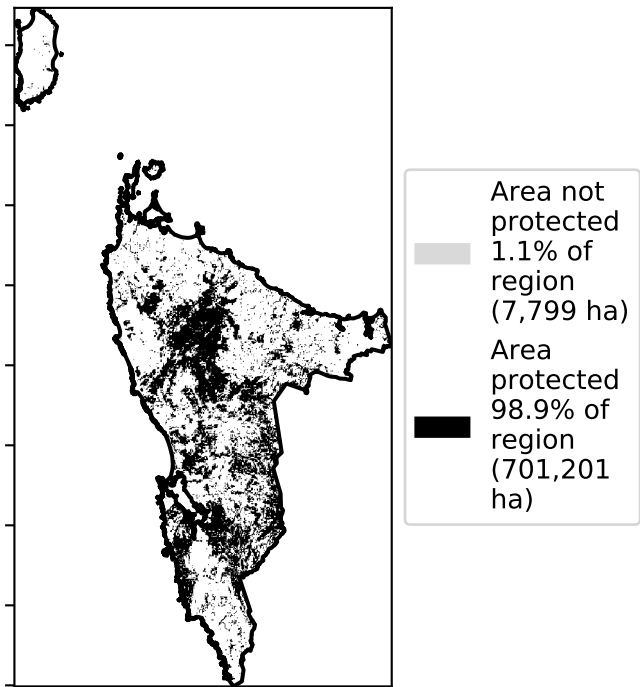 Area not
protected
1.1% of
region
(7,799 ha)
Area
protected
98.9% of
region
(701,201
ha)